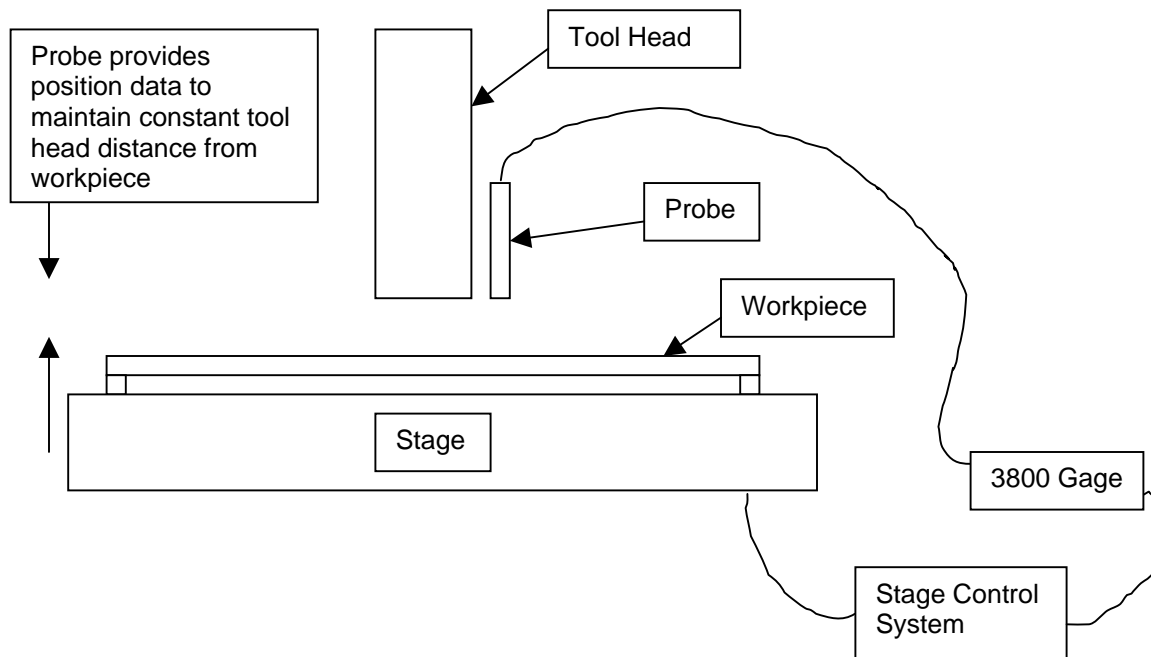 Probe provides
position data to
maintain constant tool
head distance from
workpiece
Tool Head
Probe
Workpiece
Stage
3800 Gage
Stage Control
System